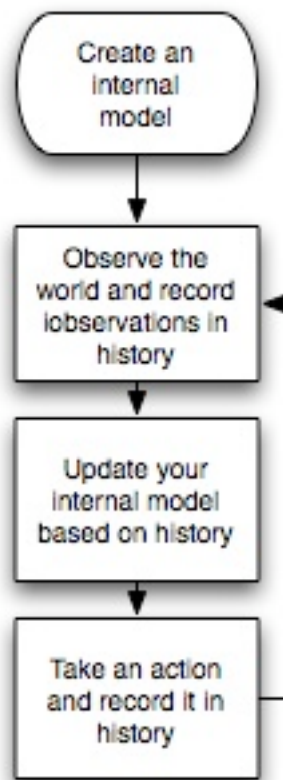 Create an
internal
model
Observe the
world and record
iobservations in
history
Update your
internal model
based on history
Take an action
and record it in
history